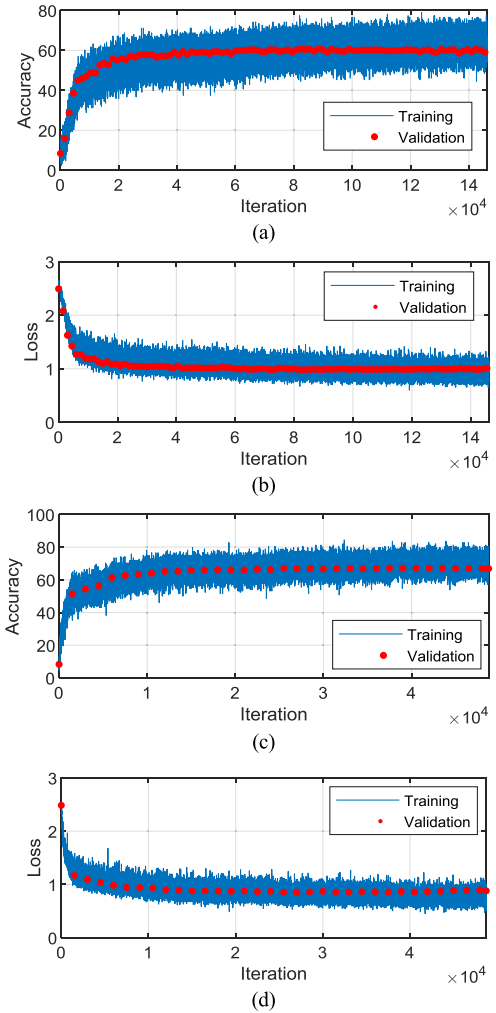 80
60
40
20
0
Accuracy
Training
Validation
0 2 4 6 8 10 12 14
Iteration
×10^4
(a)
3
2
1
0
Loss
Training
Validation
0 2 4 6 8 10 12 14
Iteration
×10^4
(b)
100
80
60
40
20
0
Accuracy
Training
Validation
0 1 2 3 4
Iteration
×10^4
(c)
3
2
1
0
Loss
Training
Validation
0 1 2 3 4
Iteration
×10^4
(d)